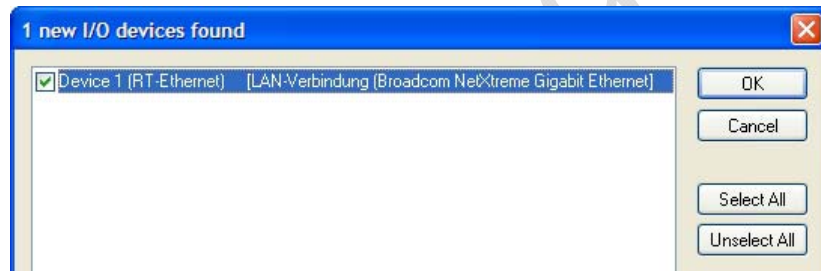 1 new I/O devices found
Device 1 (RT-Ethernet) [LAN-Verbindung (Broadcom NetXtreme Gigabit Ethernet]
OK
Cancel
Select All
Unselect All